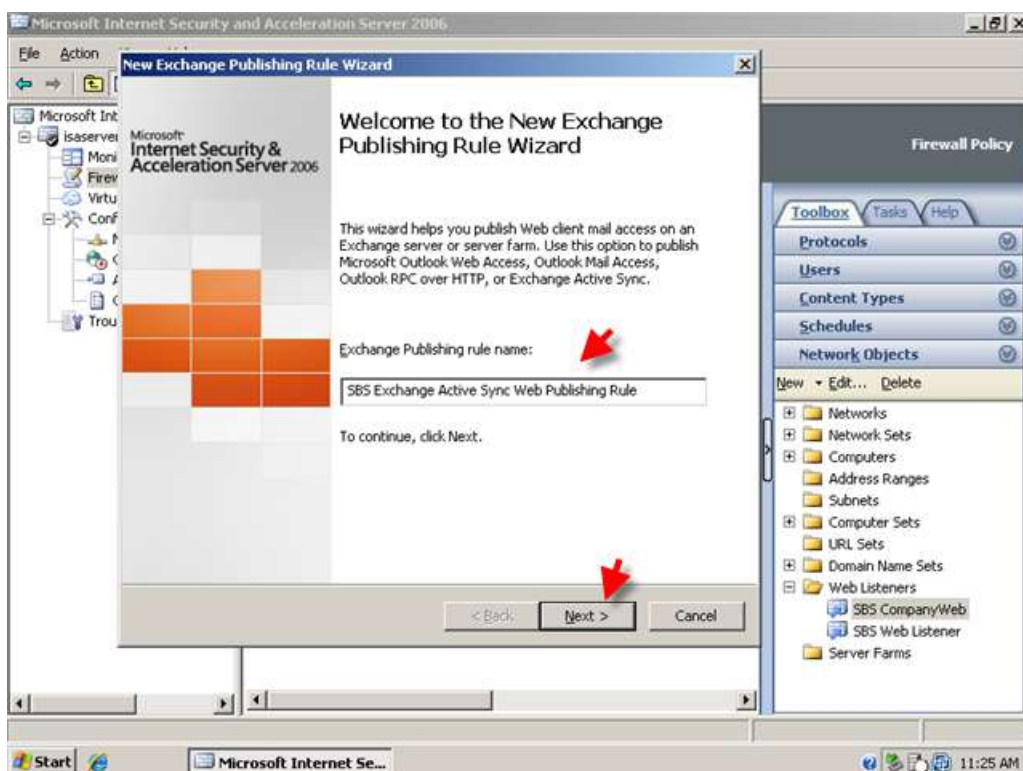 Microsoft Internet Security and Acceleration Server 2006
File Action
New Exchange Publishing Rule Wizard
Microsoft Int
isaserver
Moni
Firew
Virtu
Conf
Trou
Microsoft
Internet Security &
Acceleration Server 2006
Welcome to the New Exchange
Publishing Rule Wizard
This wizard helps you publish Web client mail access on an
Exchange server or server farm. Use this option to publish
Microsoft Outlook Web Access, Outlook Mail Access,
Outlook RPC over HTTP, or Exchange Active Sync.
Exchange Publishing rule name:
SBS Exchange Active Sync Web Publishing Rule
To continue, click Next.
< Back Next > Cancel
Firewall Policy
Toolbox Tasks Help
Protocols
Users
Content Types
Schedules
Network Objects
New Edit... Delete
Networks
Network Sets
Computers
Address Ranges
Subnets
Computer Sets
URL Sets
Domain Name Sets
Web Listeners
SBS CompanyWeb
SBS Web Listener
Server Farms
Start Microsoft Internet Se... 11:25 AM